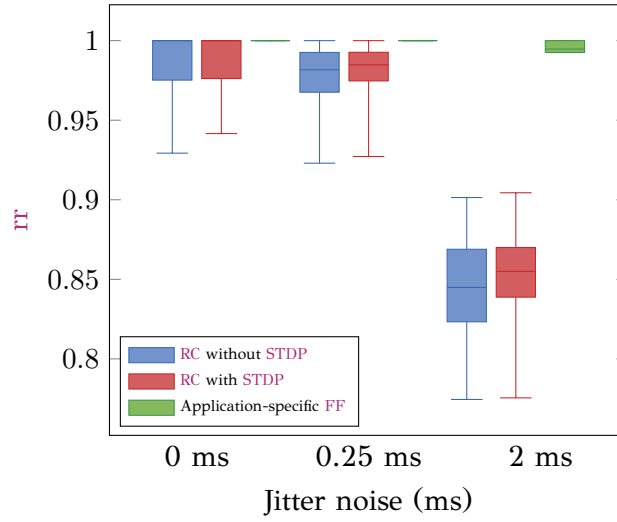 1
0.95
0.9
0.85
0.8
rr
RC without STDP
RC with STDP
Application-specific FF
0 ms
0.25 ms
2 ms
Jitter noise (ms)